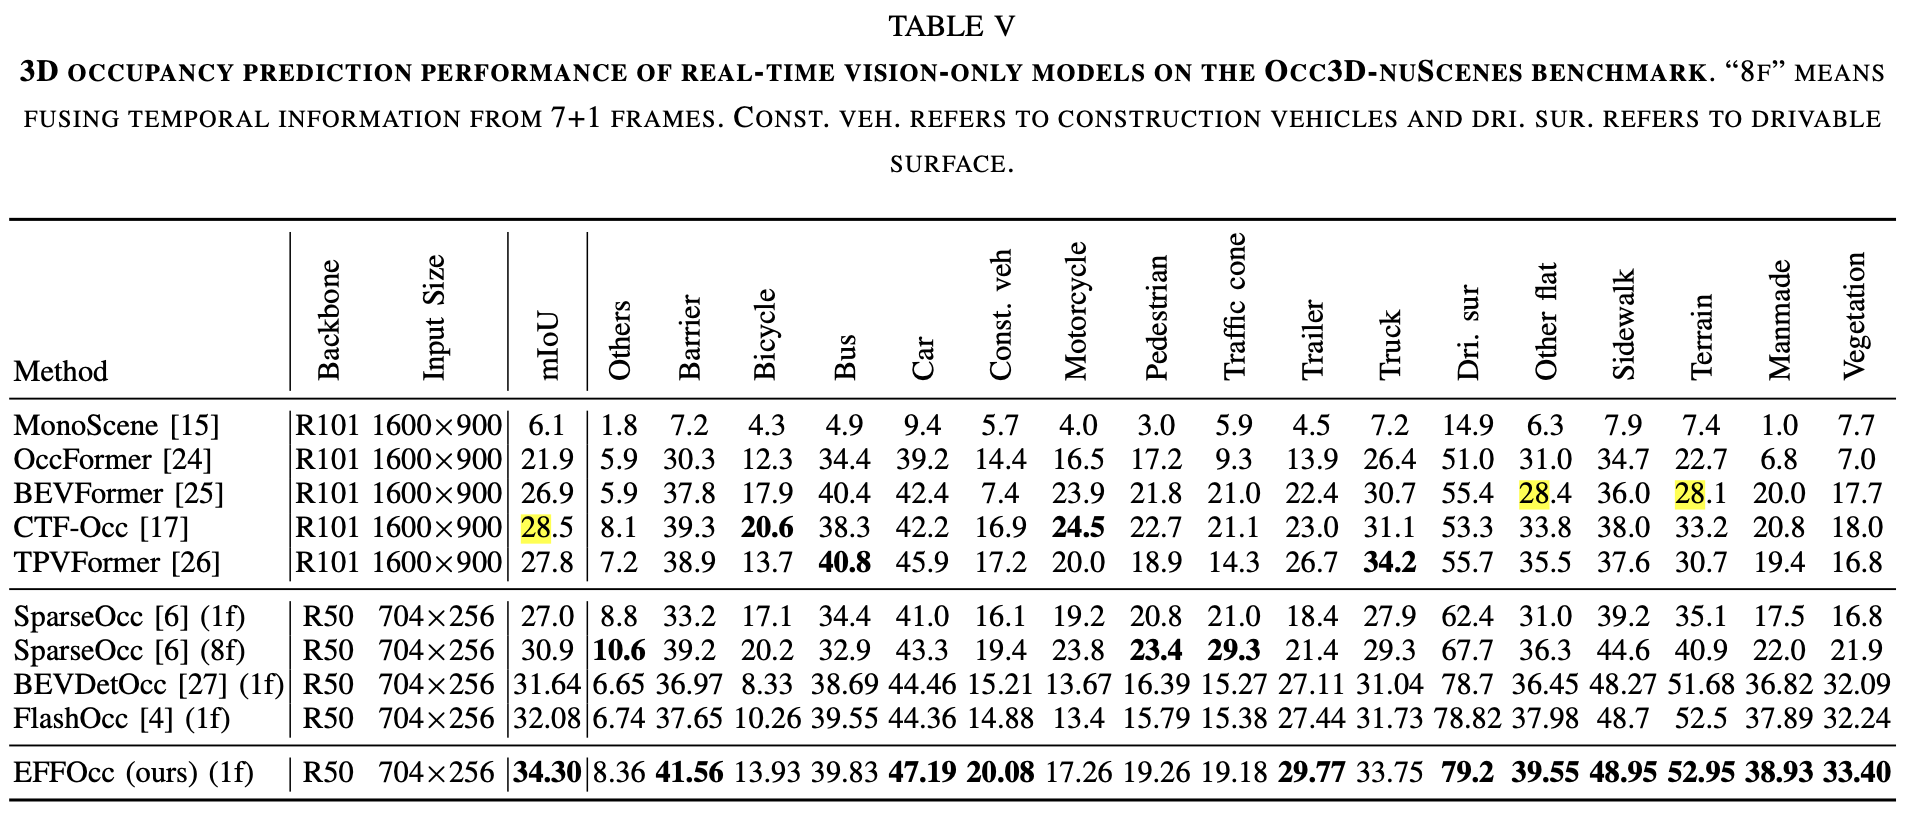 TABLE V
3D OCCUPANCY PREDICTION PERFORMANCE OF REAL-TIME VISION-ONLY MODELS ON THE OCC3D-NUSCENES BENCHMARK. “8F” MEANS
FUSING TEMPORAL INFORMATION FROM 7+1 FRAMES. CONST. VEH. REFERS TO CONSTRUCTION VEHICLES AND DRI. SUR. REFERS TO DRIVABLE
SURFACE.
Method Backbone Input Size mIoU Others Barrier Bicycle Bus Car Const. veh Motorcycle Pedestrian Traffic cone Trailer Truck Dri. sur Other flat Sidewalk Terrain Manmade Vegetation
MonoScene [15] R101 1600×900 6.1 1.8 7.2 4.3 4.9 9.4 5.7 4.0 3.0 5.9 4.5 7.2 14.9 6.3 7.9 7.4 1.0 7.7
OccFormer [24] R101 1600×900 21.9 5.9 30.3 12.3 34.4 39.2 14.4 16.5 17.2 9.3 13.9 26.4 51.0 31.0 34.7 22.7 6.8 7.0
BEVFormer [25] R101 1600×900 26.9 5.9 37.8 17.9 40.4 42.4 7.4 23.9 21.8 21.0 22.4 30.7 55.4 28.4 36.0 28.1 20.0 17.7
CTF-Occ [17] R101 1600×900 28.5 8.1 39.3 20.6 38.3 42.2 16.9 24.5 22.7 21.1 23.0 31.1 53.3 33.8 38.0 33.2 20.8 18.0
TPVFormer [26] R101 1600×900 27.8 7.2 38.9 13.7 40.8 45.9 17.2 20.0 18.9 14.3 26.7 34.2 55.7 35.5 37.6 30.7 19.4 16.8
SparseOcc [6] (1f) R50 704×256 27.0 8.8 33.2 17.1 34.4 41.0 16.1 19.2 20.8 21.0 18.4 27.9 62.4 31.0 39.2 35.1 17.5 16.8
SparseOcc [6] (8f) R50 704×256 30.9 10.6 39.2 20.2 32.9 43.3 19.4 23.8 23.4 29.3 21.4 29.3 67.7 36.3 44.6 40.9 22.0 21.9
BEVDetOcc [27] (1f) R50 704×256 31.64 6.65 36.97 8.33 38.69 44.46 15.21 13.67 16.39 15.27 27.11 31.04 78.7 36.45 48.27 51.68 36.82 32.09
FlashOcc [4] (1f) R50 704×256 32.08 6.74 37.65 10.26 39.55 44.36 14.88 13.4 15.79 15.38 27.44 31.73 78.82 37.98 48.7 52.5 37.89 32.24
EFFOcc (ours) (1f) R50 704×256 34.30 8.36 41.56 13.93 39.83 47.19 20.08 17.26 19.26 19.18 29.77 33.75 79.2 39.55 48.95 52.95 38.93 33.40